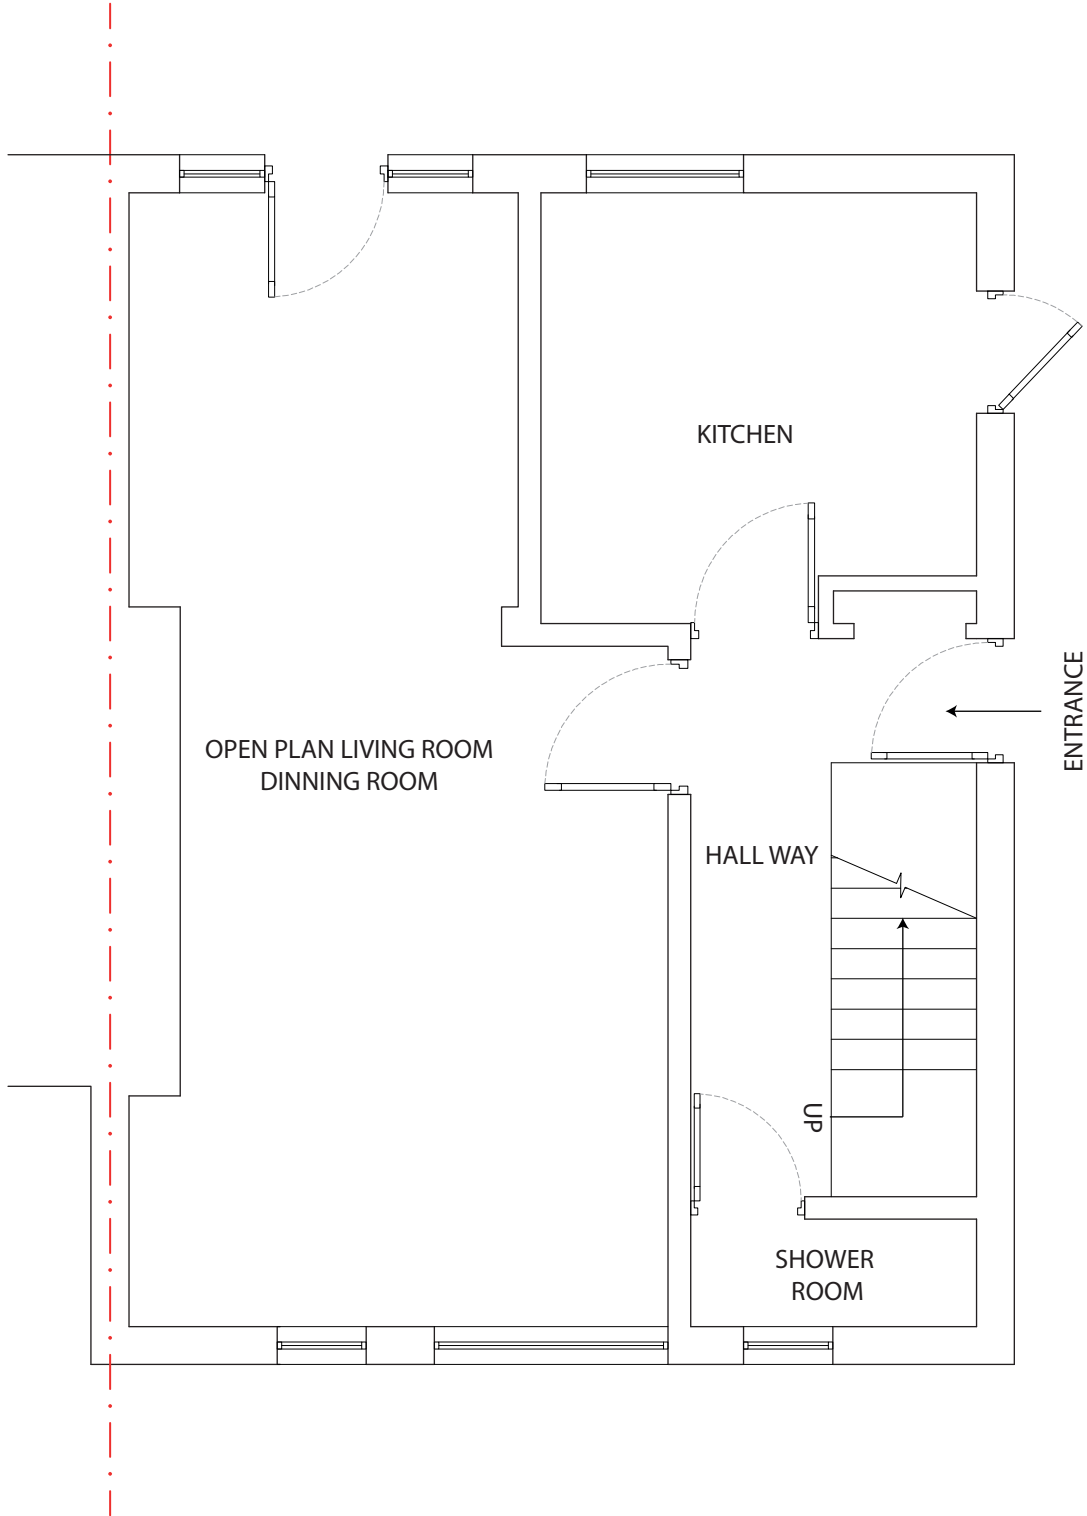 KITCHEN
ENTRANCE
OPEN PLAN LIVING ROOM
DINNING ROOM
HALL WAY
UP
SHOWER
ROOM